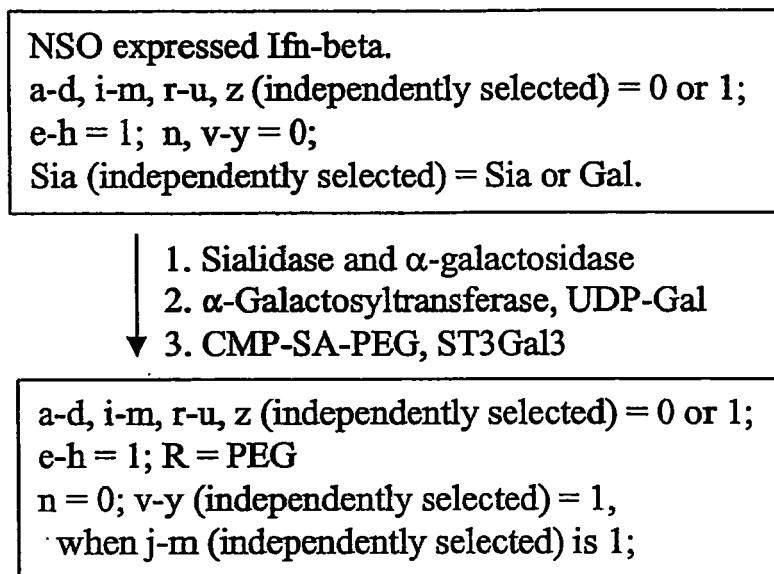 NSO expressed Ifn-beta.
a-d, i-m, r-u, z (independently selected) = 0 or 1;
e-h = 1; n, v-y = 0;
Sia (independently selected) = Sia or Gal.
1. Sialidase and α-galactosidase
2. α-Galactosyltransferase, UDP-Gal
3. CMP-SA-PEG, ST3Gal3
a-d, i-m, r-u, z (independently selected) = 0 or 1;
e-h = 1; R = PEG
n = 0; v-y (independently selected) = 1,
when j-m (independently selected) is 1;